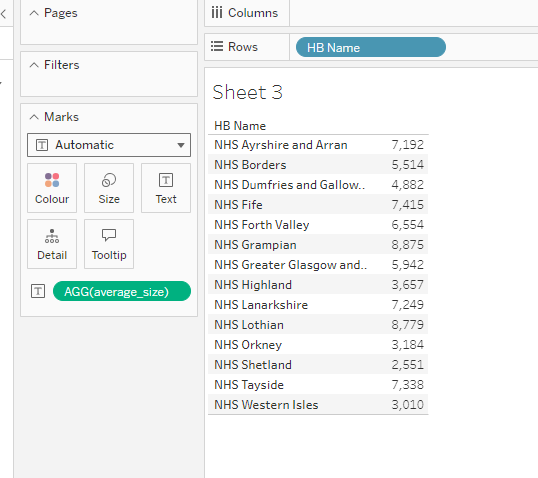 Pages
Columns
Rows
HB Name
Filters
Marks
Automatic
Colour
Size
Text
Detail
Tooltip
AGG(average_size)
Sheet 3
HB Name
NHS Ayrshire and Arran 7,192
NHS Borders 5,514
NHS Dumfries and Gallow.. 4,882
NHS Fife 7,415
NHS Forth Valley 6,554
NHS Grampian 8,875
NHS Greater Glasgow and.. 5,942
NHS Highland 3,657
NHS Lanarkshire 7,249
NHS Lothian 8,779
NHS Orkney 3,184
NHS Shetland 2,551
NHS Tayside 7,338
NHS Western Isles 3,010